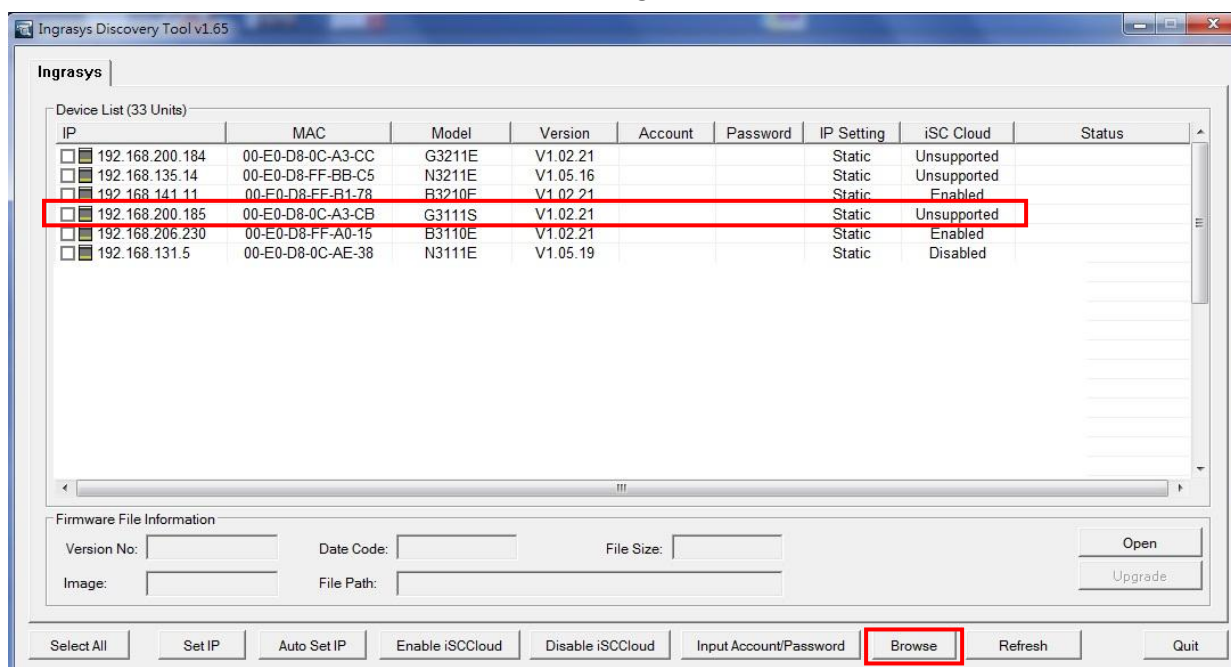 Ingrasys Discovery Tool v1.65
Ingrasys
Device List (33 Units)
IP MAC Model Version Account Password IP Setting iSC Cloud Status
192.168.200.184 00-E0-D8-0C-A3-CC G3211E V1.02.21 Static Unsupported
192.168.135.14 00-E0-D8-FF-BB-C5 N3211E V1.05.16 Static Unsupported
192.168.141.11 00-E0-D8-FF-B1-78 B3210E V1.02.21 Static Enabled
192.168.200.185 00-E0-D8-0C-A3-CB G3111S V1.02.21 Static Unsupported
192.168.206.230 00-E0-D8-FF-A0-15 B3110E V1.02.21 Static Enabled
192.168.131.5 00-E0-D8-0C-AE-38 N3111E V1.05.19 Static Disabled
Firmware File Information
Version No: Date Code: File Size: Open
Image: File Path: Upgrade
Select All Set IP Auto Set IP Enable iSCCloud Disable iSCCloud Input Account/Password Browse Refresh Quit